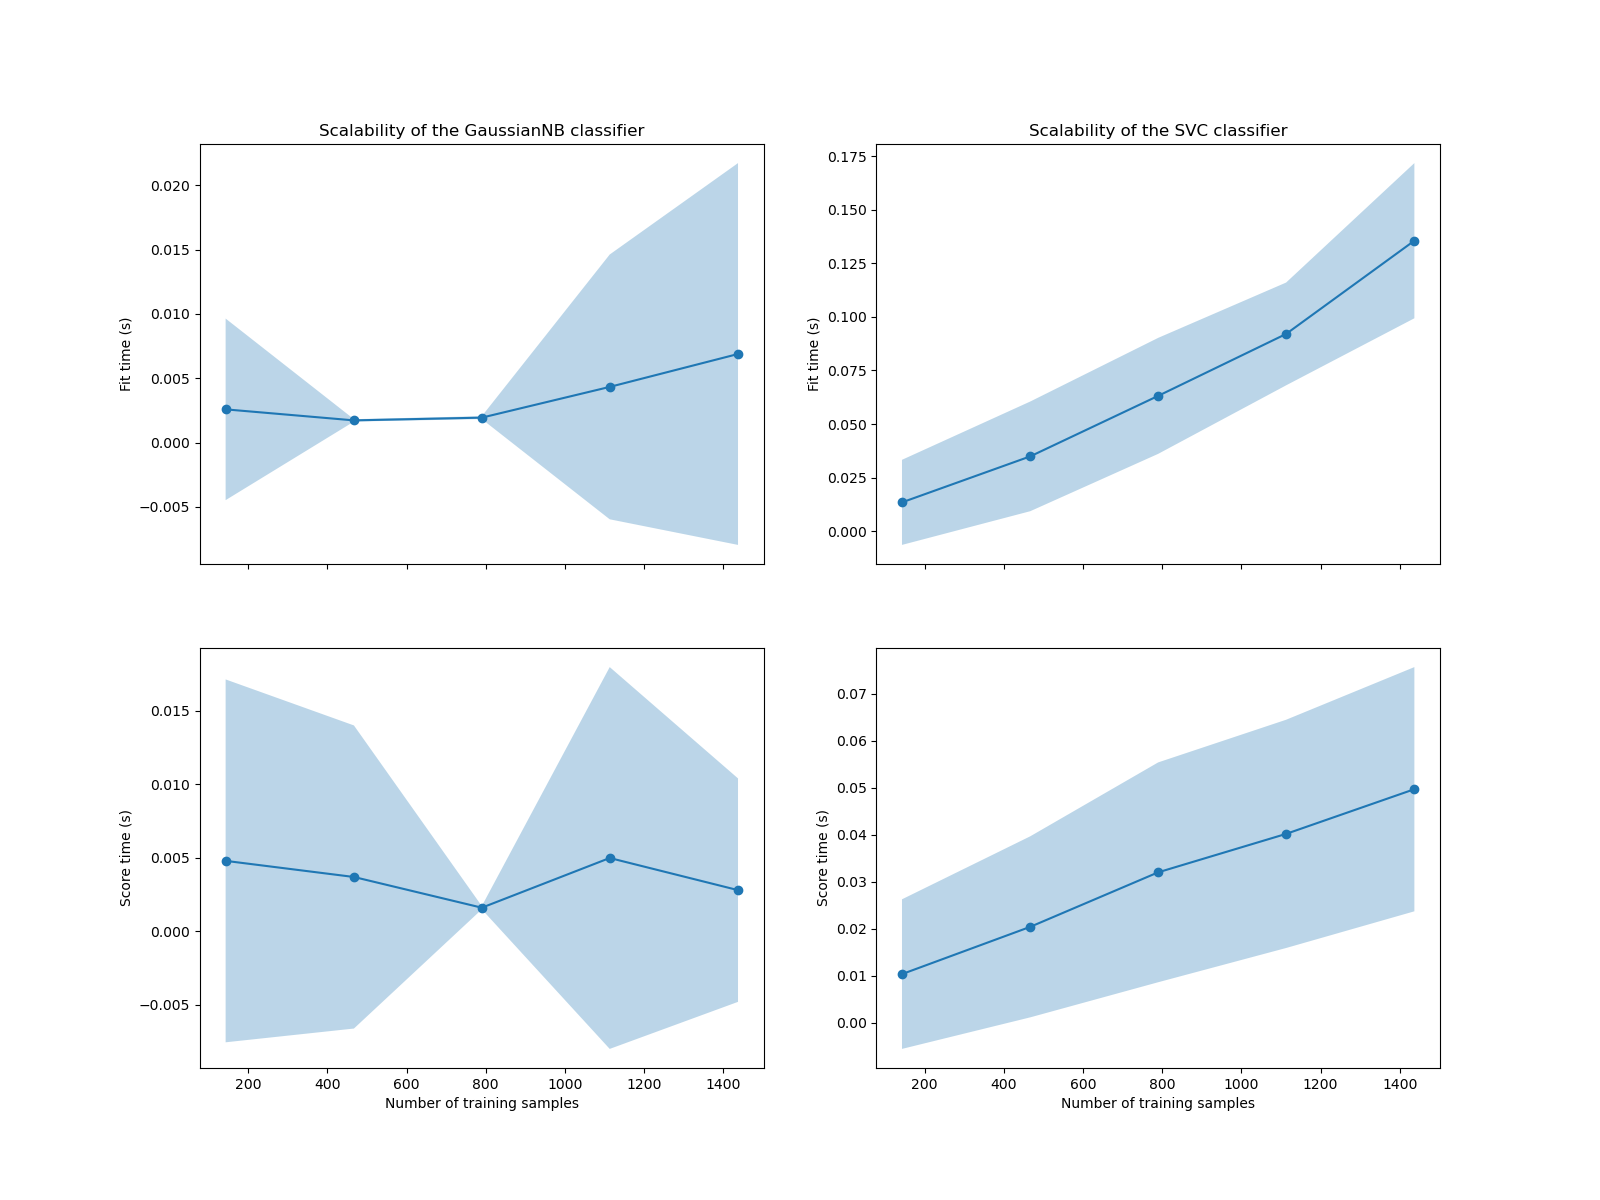 Scalability of the GaussianNB classifier
Fit time (s)
0.020
0.015
0.010
0.005
0.000
−0.005
Scalability of the SVC classifier
Fit time (s)
0.175
0.150
0.125
0.100
0.075
0.050
0.025
0.000
Score time (s)
0.015
0.010
0.005
0.000
−0.005
200 400 600 800 1000 1200 1400
Number of training samples
Score time (s)
0.07
0.06
0.05
0.04
0.03
0.02
0.01
0.00
200 400 600 800 1000 1200 1400
Number of training samples